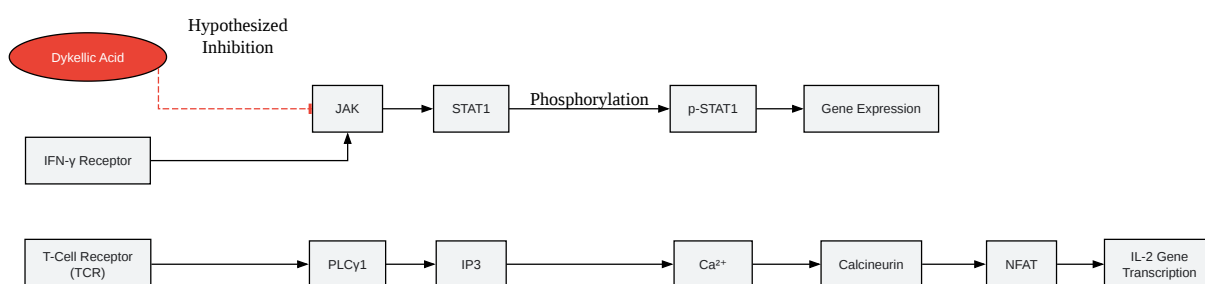 Hypothesized
Inhibition
Dykellic Acid
JAK
STAT1
Phosphorylation
p-STAT1
Gene Expression
IFN-γ Receptor
T-Cell Receptor
(TCR)
PLCγ1
IP3
Ca²⁺
Calcineurin
NFAT
IL-2 Gene
Transcription